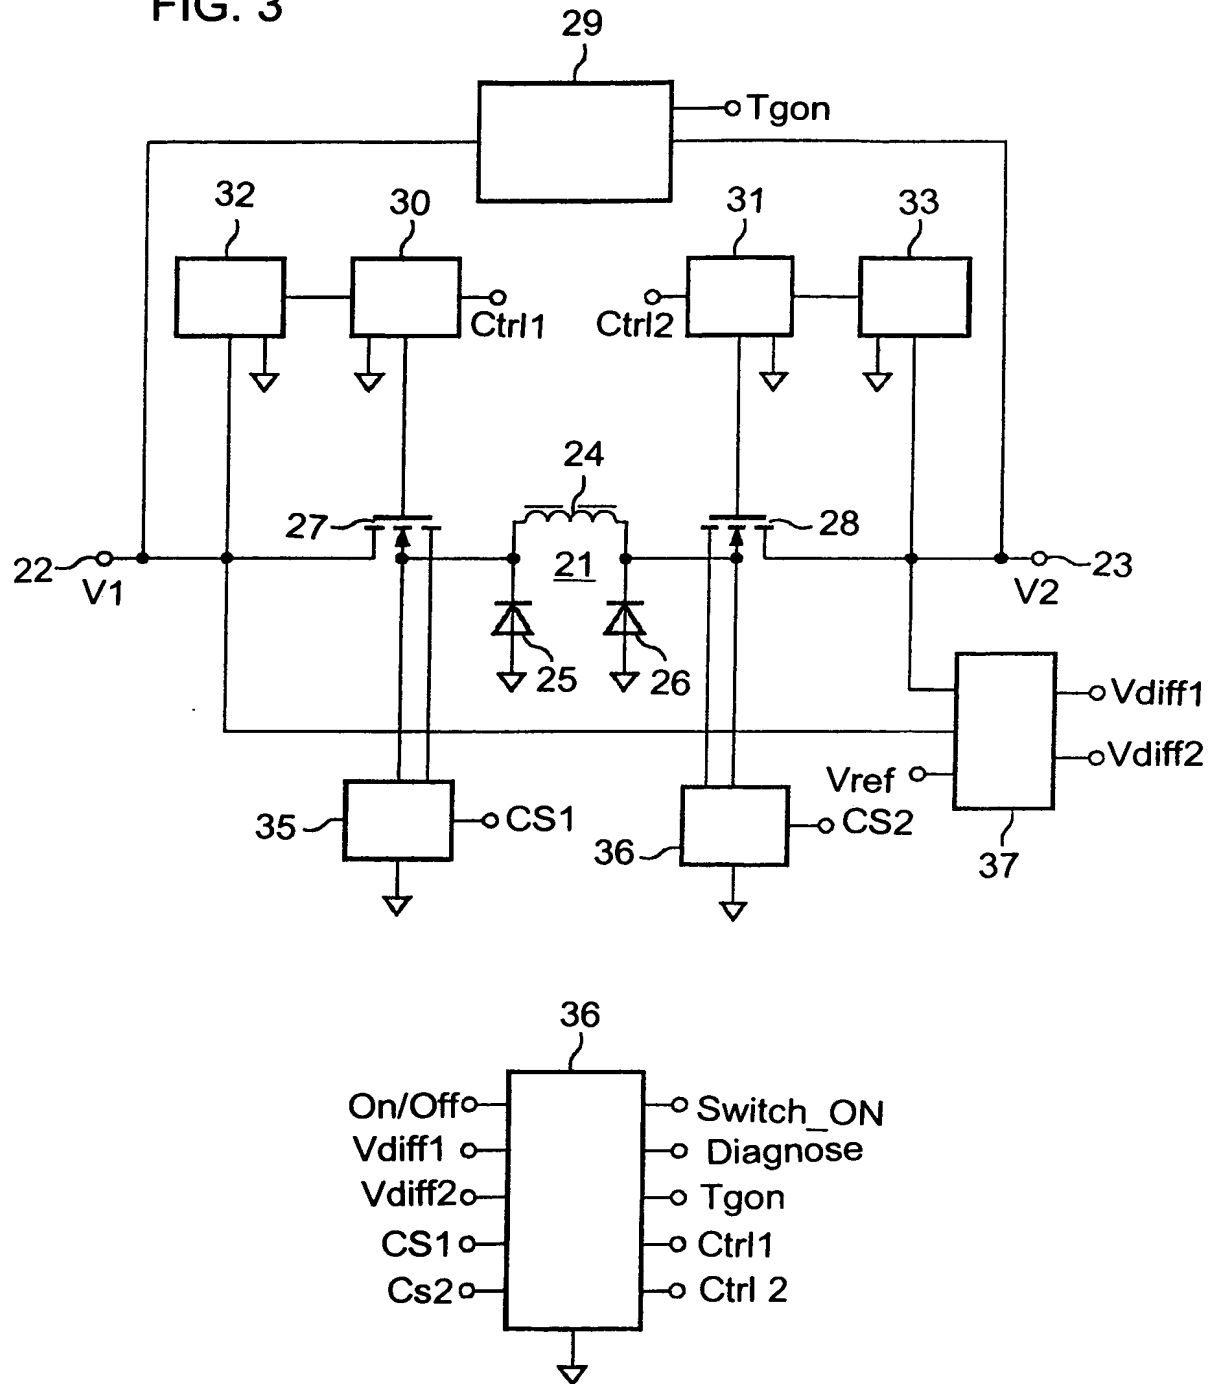 FIG. 3
29
Tgon
32
30
31
33
Ctrl1
Ctrl2
24
27
28
22
V1
21
V2
23
25
26
Vdiff1
Vdiff2
Vref
35
CS1
36
CS2
37
36
On/Off
Switch_ON
Vdiff1
Diagnose
Vdiff2
Tgon
CS1
Ctrl1
Cs2
Ctrl 2